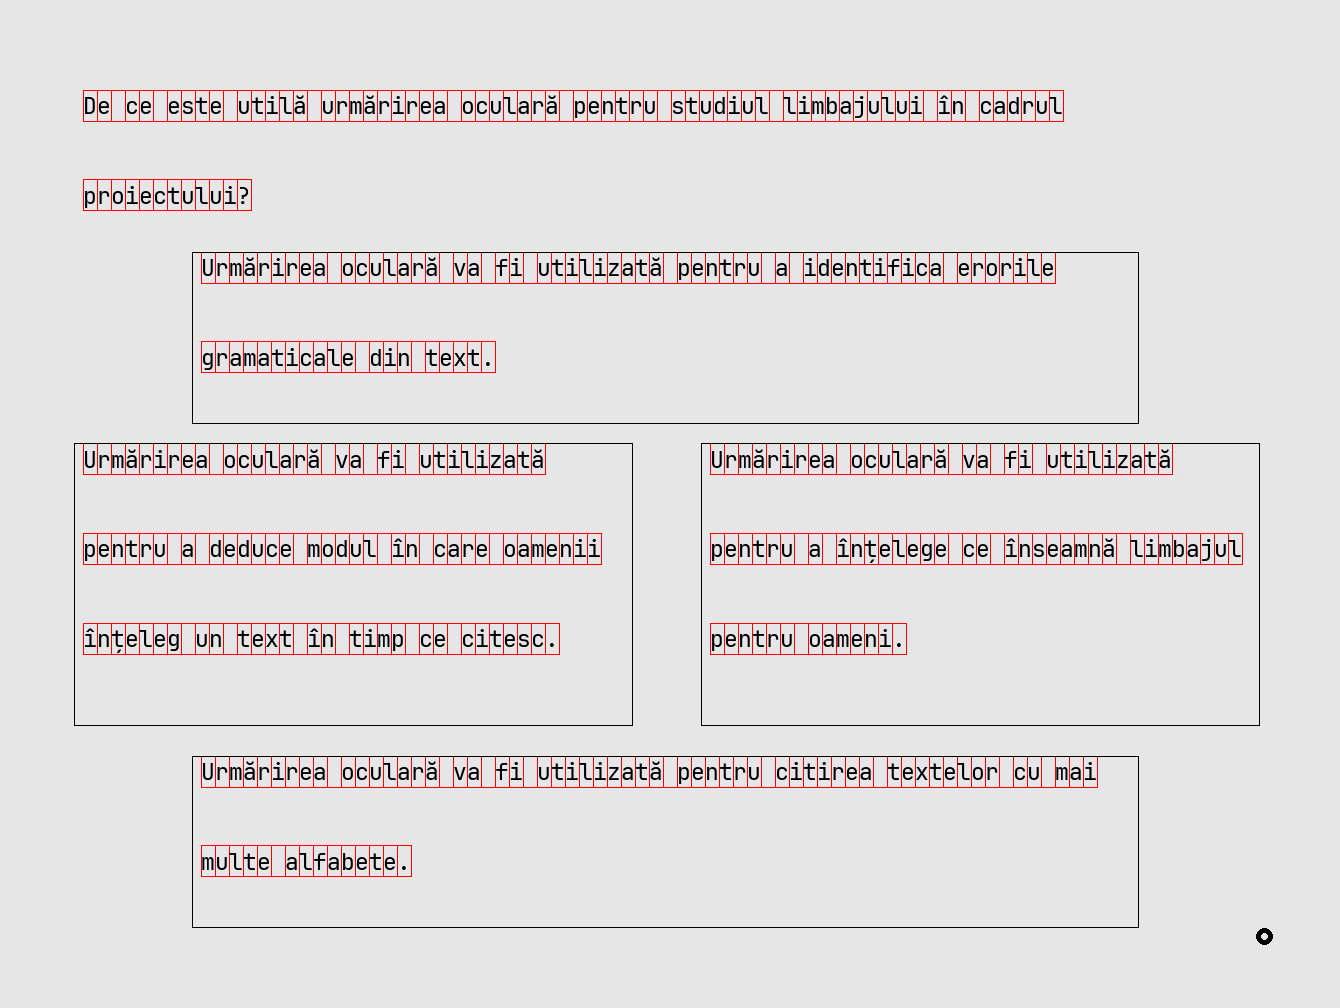 De ce este utilă urmărirea oculară pentru studiul limbajului în cadrul
proiectului?
Urmărirea oculară va fi utilizată pentru a identifica erorile
gramaticale din text.
Urmărirea oculară va fi utilizată
pentru a deduce modul în care oamenii
înțeleg un text în timp ce citesc.
Urmărirea oculară va fi utilizată
pentru a înțelege ce înseamnă limbajul
pentru oameni.
Urmărirea oculară va fi utilizată pentru citirea textelor cu mai
multe alfabete.